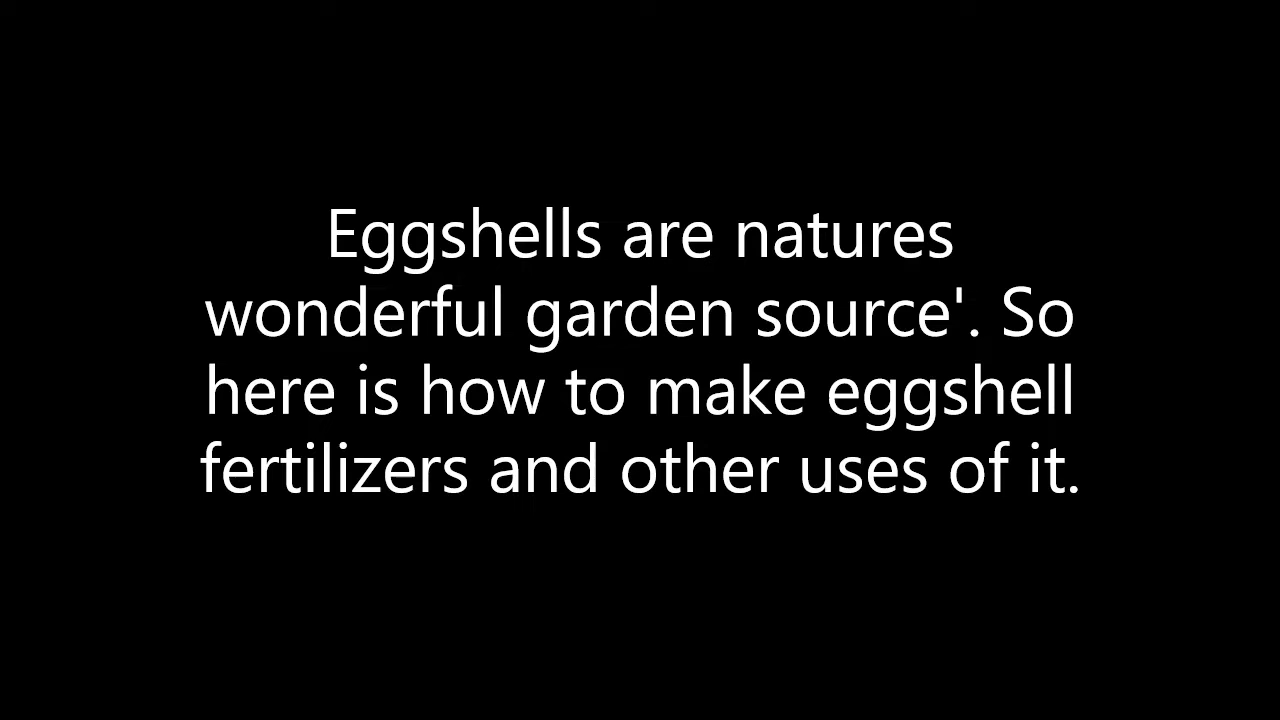 Eggshells are natures
wonderful garden source'. So
here is how to make eggshell
fertilizers and other uses of it.